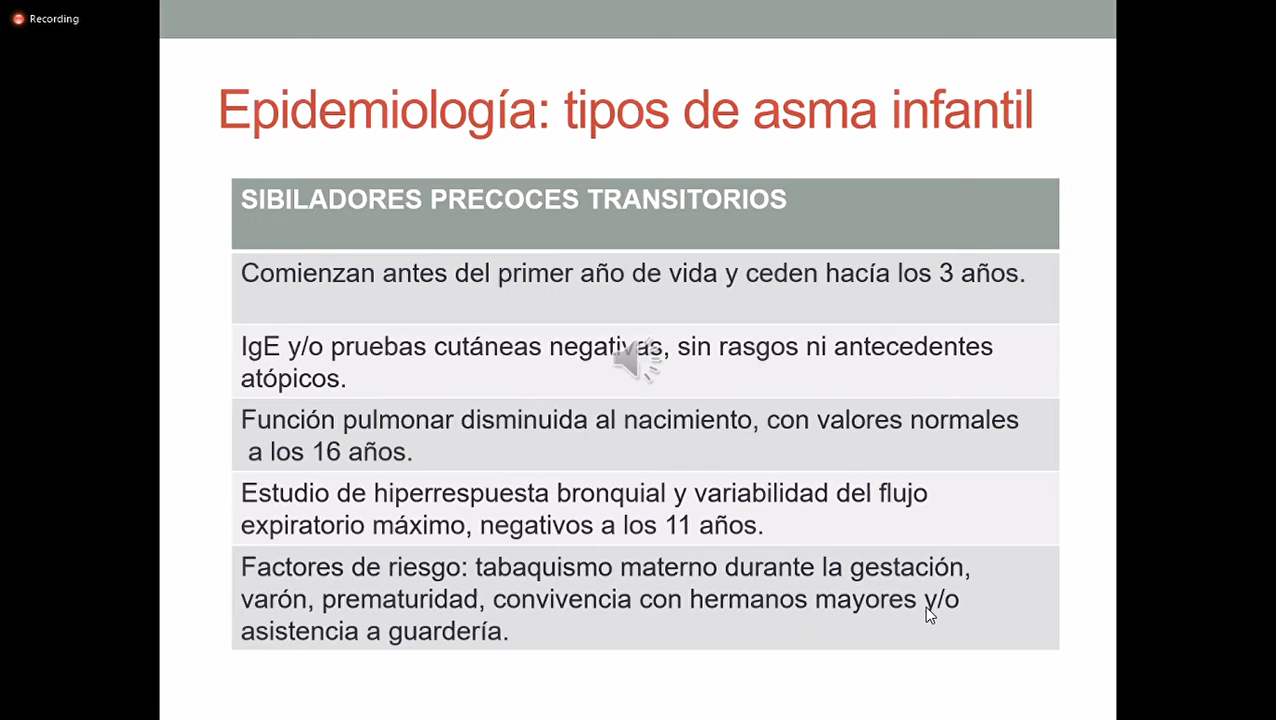 Recording
Epidemiología: tipos de asma infantil
SIBILADORES PRECOCES TRANSITORIOS
Comienzan antes del primer año de vida y ceden hacía los 3 años.
IgE y/o pruebas cutáneas negativas, sin rasgos ni antecedentes
atópicos.
Función pulmonar disminuida al nacimiento, con valores normales
a los 16 años.
Estudio de hiperrespuesta bronquial y variabilidad del flujo
expiratorio máximo, negativos a los 11 años.
Factores de riesgo: tabaquismo materno durante la gestación,
varón, prematuridad, convivencia con hermanos mayores y/o
asistencia a guardería.